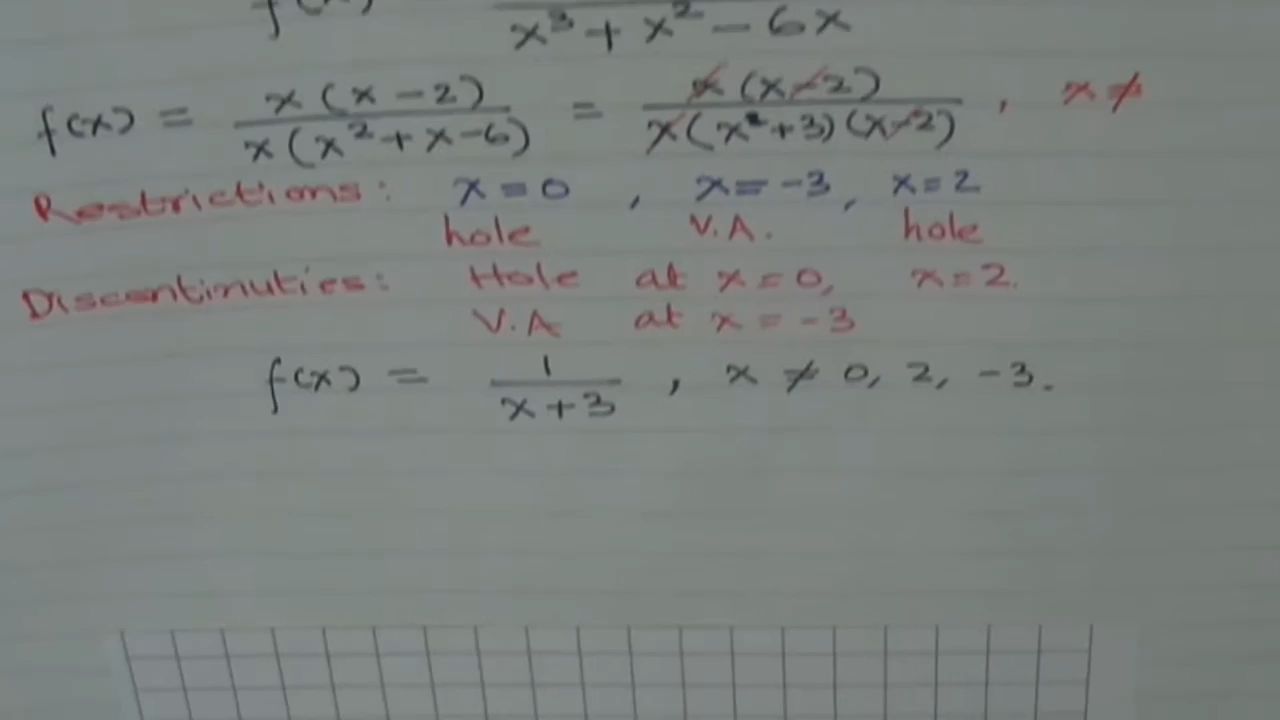 f(x)
x³ + x² - 6x
f(x) = x(x-2) / x(x²+x-6) = x(x-2) / x(x+3)(x-2) , x ≠
Restrictions: x = 0 , x = -3 , x = 2
hole V.A. hole
Discontinuties: Hole at x = 0, x = 2.
V.A at x = -3
f(x) = 1 / x+3 , x ≠ 0, 2, -3.